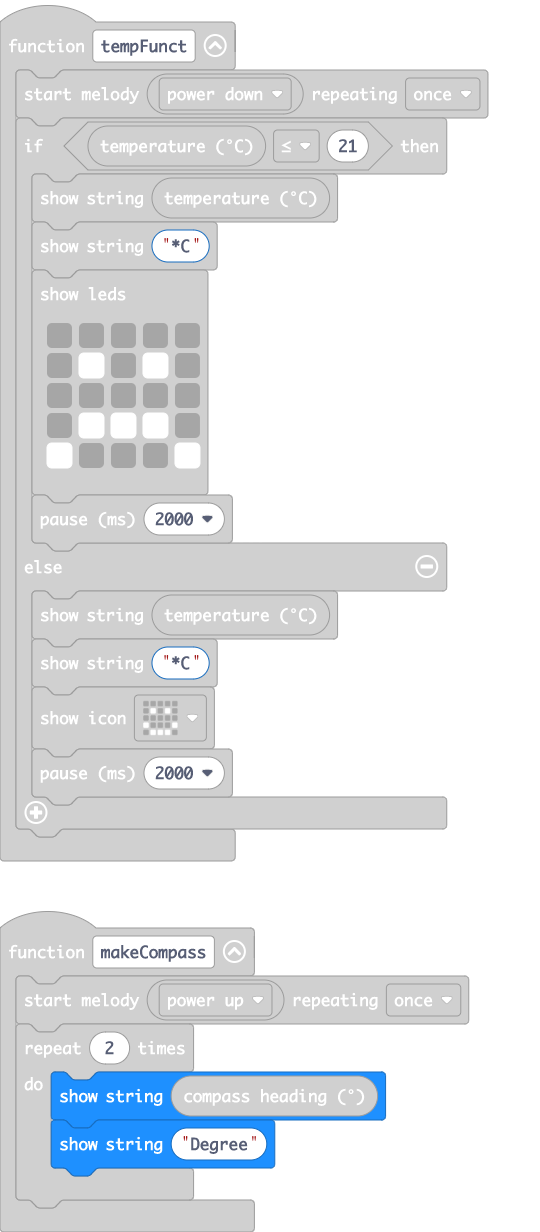 function tempFunct
start melody power down repeating once
if temperature (°C) ≤ 21 then
show string temperature (°C)
show string "*C"
show leds
pause (ms) 2000
else
show string temperature (°C)
show string "*C"
show icon
pause (ms) 2000
function makeCompass
start melody power up repeating once
repeat 2 times
do show string compass heading (°)
show string "Degree"